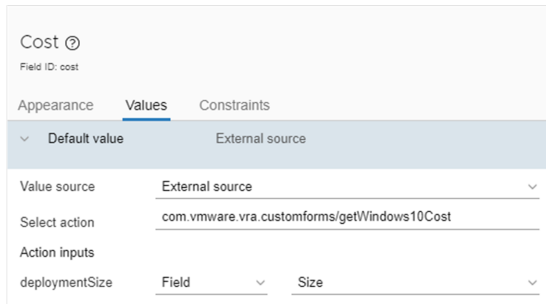 Cost
Field ID: cost
Appearance Values Constraints
Default value External source
Value source External source
Select action com.vmware.vra.customforms/getWindows10Cost
Action inputs
deploymentSize Field Size